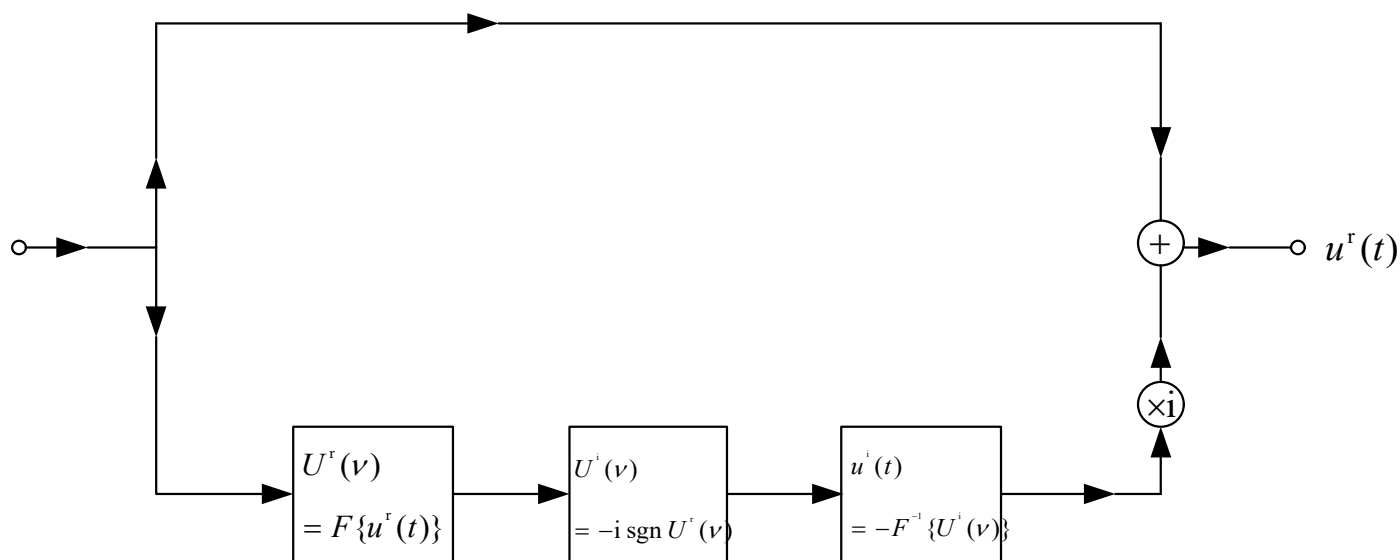 +
u^r(t)
×i
U^r(ν)
= F{u^r(t)}
U^i(ν)
= −i sgn U^r(ν)
u^i(t)
= −F^-1{U^i(ν)}